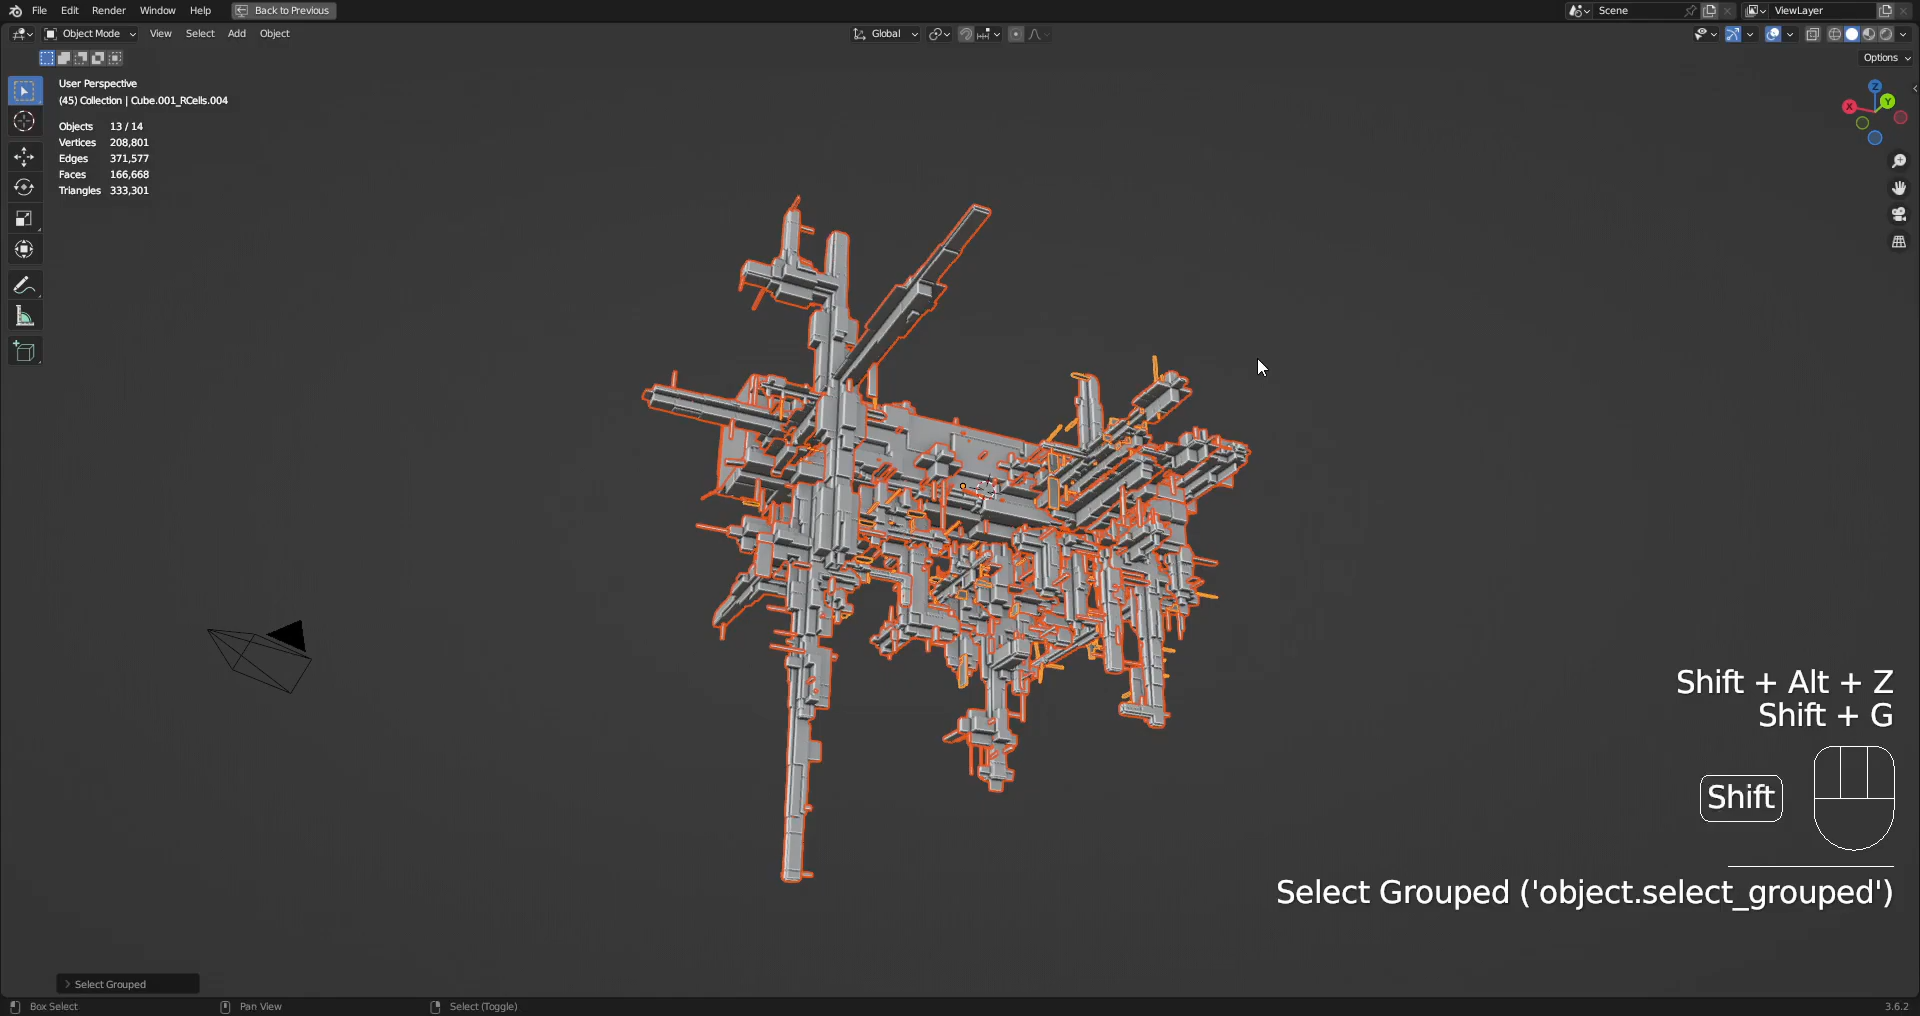 File Edit Render Window Help Back to Previous Scene ViewLayer
Object Mode View Select Add Object Global
Options
User Perspective
(45) Collection | Cube.001_RCells.004
Objects 13 / 14
Vertices 208,801
Edges 371,577
Faces 166,668
Triangles 333,301
Z
X Y
Shift + Alt + Z
Shift + G
Shift
Select Grouped ('object.select_grouped')
Select Grouped
Box Select Pan View Select (Toggle) 3.6.2